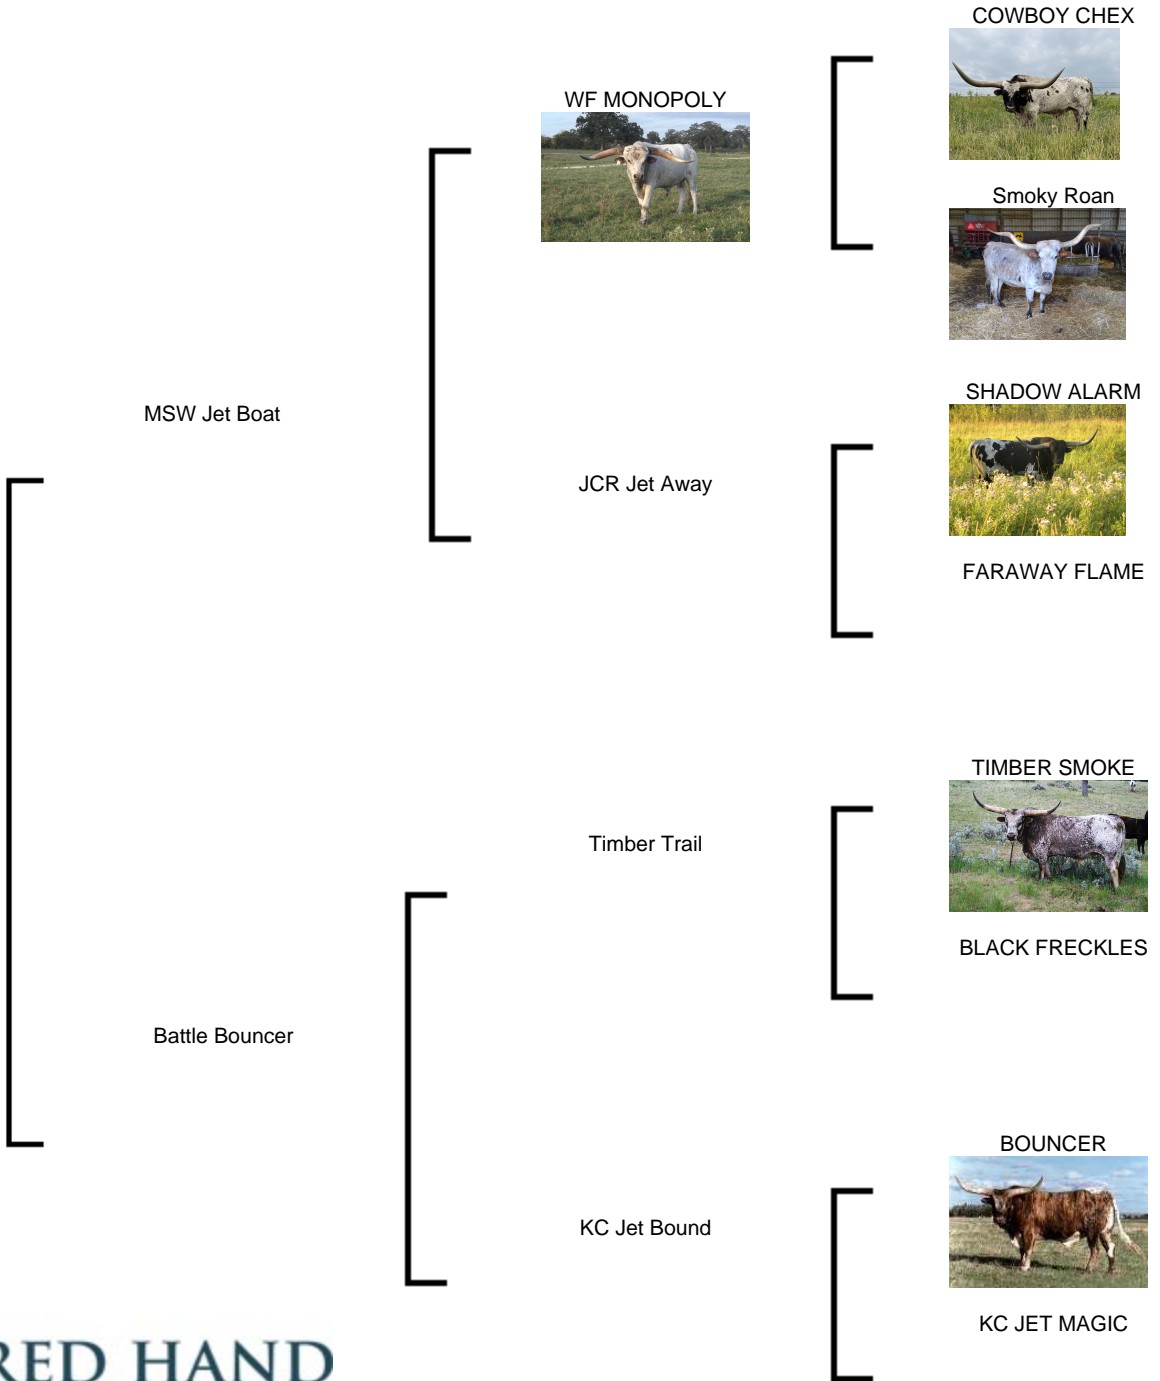 COWBOY CHEX
WF MONOPOLY
Smoky Roan
SHADOW ALARM
MSW Jet Boat
JCR Jet Away
FARAWAY FLAME
TIMBER SMOKE
Timber Trail
BLACK FRECKLES
Battle Bouncer
BOUNCER
KC Jet Bound
KC JET MAGIC
RED HAND